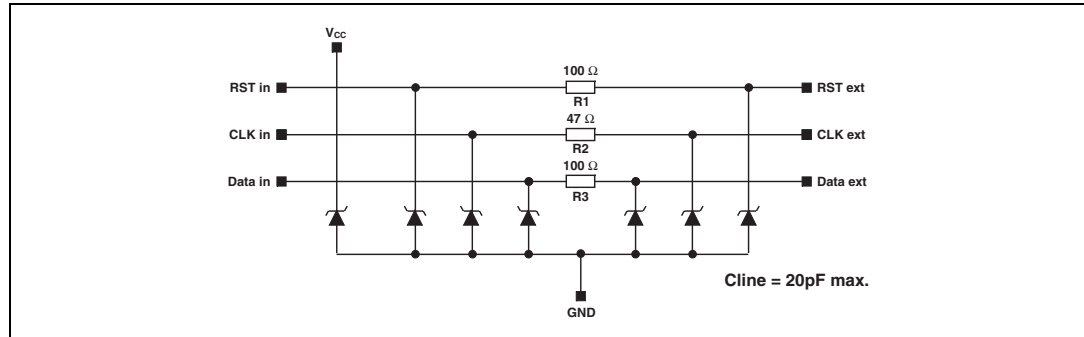 Vcc
100 Ω
RST in
RST ext
R1
47 Ω
CLK in
CLK ext
R2
100 Ω
Data in
Data ext
R3
Cline = 20pF max.
GND